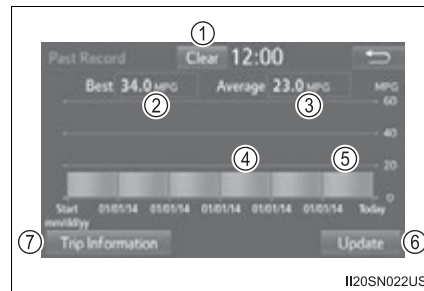 ①
Past Record Clear 12:00
Best 34.0 MPG Average 23.0 MPG MPG
② ③
60
40
④ ⑤
20
0
Start 01/01/14 01/01/14 01/01/14 01/01/14 01/01/14 Today
mm/dd/yy
⑦ Trip Information Update ⑥
II20SN022US